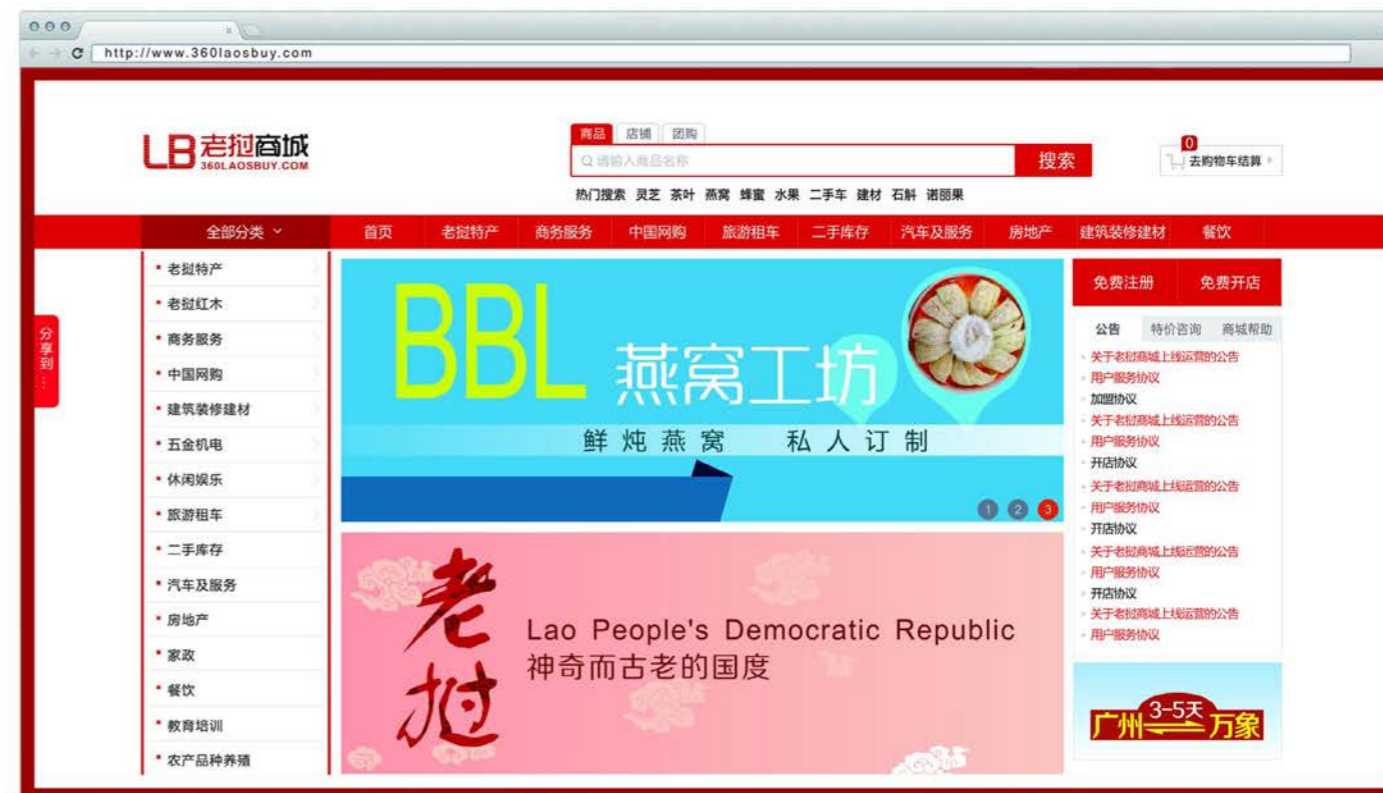 http://www.360laosbuy.com
LB老挝商城
360LAOSBUY.COM
商品 店铺 团购
请输入商品名称
搜索
0
去购物车结算
热门搜索 灵芝 茶叶 燕窝 蜂蜜 水果 二手车 建材 石斛 诺丽果
全部分类 首页 老挝特产 商务服务 中国网购 旅游租车 二手库存 汽车及服务 房地产 建筑装修建材 餐饮
分享到...
老挝特产
老挝红木
商务服务
中国网购
建筑装修建材
五金机电
休闲娱乐
旅游租车
二手库存
汽车及服务
房地产
家政
餐饮
教育培训
农产品种养殖
BBL 燕窝工坊
鲜炖燕窝 私人订制
1 2 3
老挝
Lao People's Democratic Republic
神奇而古老的国度
免费注册 免费开店
公告 特价咨询 商城帮助
关于老挝商城上线运营的公告
用户服务协议
加盟协议
关于老挝商城上线运营的公告
用户服务协议
开店协议
关于老挝商城上线运营的公告
用户服务协议
开店协议
关于老挝商城上线运营的公告
用户服务协议
开店协议
关于老挝商城上线运营的公告
用户服务协议
广州 3-5天 万象